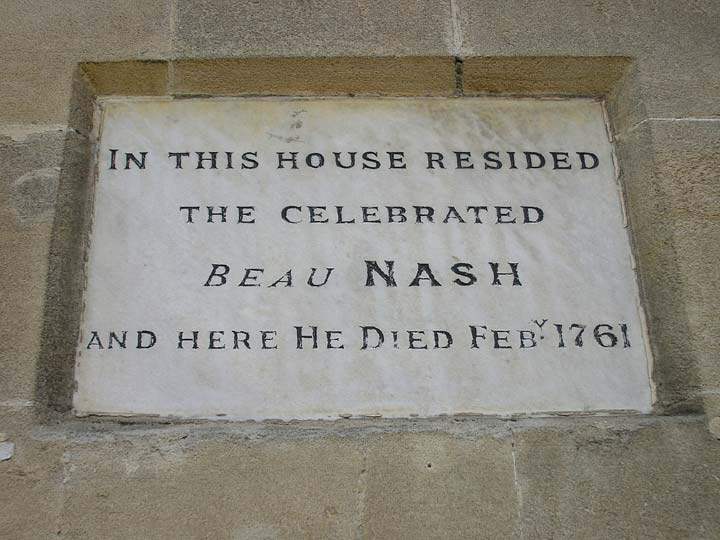 IN THIS HOUSE RESIDED
THE CELEBRATED
BEAU NASH
AND HERE HE DIED FEBʸ. 1761